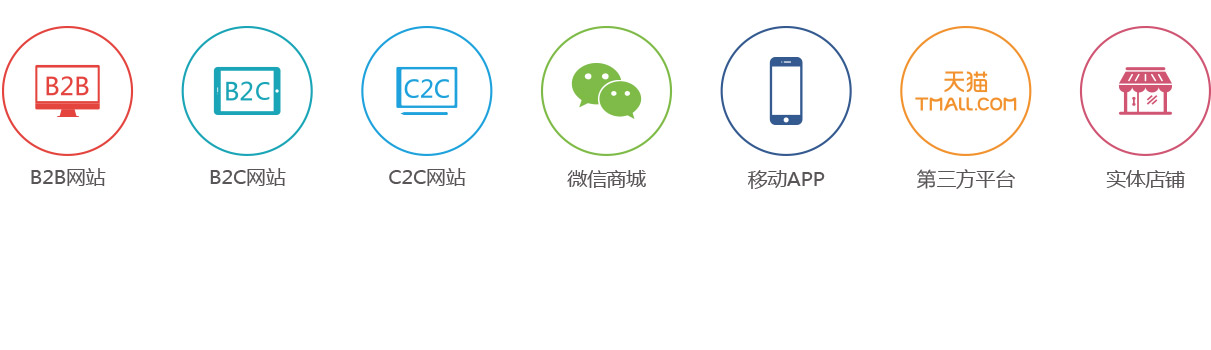 B2B
B2C
C2C
天猫
TMALL.COM
B2B网站
B2C网站
C2C网站
微信商城
移动APP
第三方平台
实体店铺